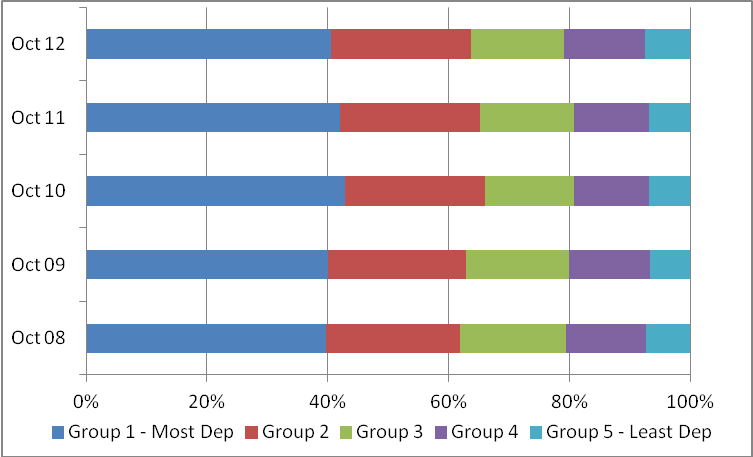 Oct 12
Oct 11
Oct 10
Oct 09
Oct 08
0% 20% 40% 60% 80% 100%
Group 1 - Most Dep Group 2 Group 3 Group 4 Group 5 - Least Dep